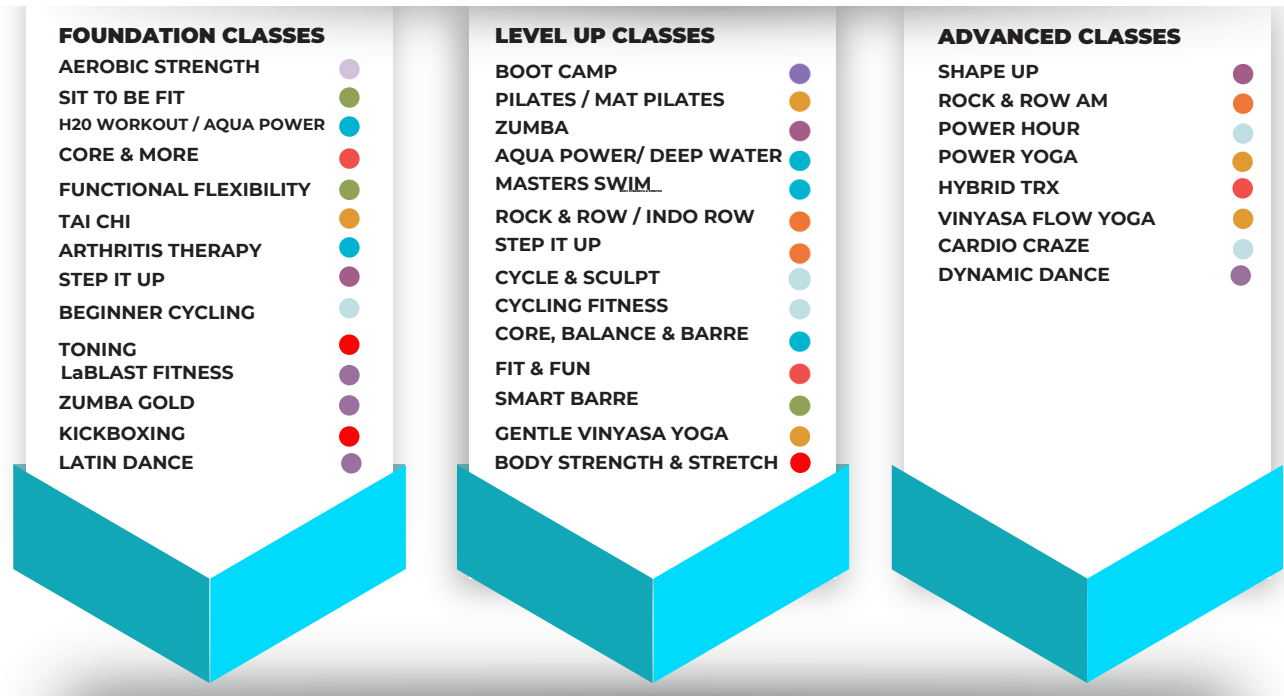 FOUNDATION CLASSES
AEROBIC STRENGTH
SIT T0 BE FIT
H20 WORKOUT / AQUA POWER
CORE & MORE
FUNCTIONAL FLEXIBILITY
TAI CHI
ARTHRITIS THERAPY
STEP IT UP
BEGINNER CYCLING
TONING
LaBLAST FITNESS
ZUMBA GOLD
KICKBOXING
LATIN DANCE
LEVEL UP CLASSES
BOOT CAMP
PILATES / MAT PILATES
ZUMBA
AQUA POWER/ DEEP WATER
MASTERS SWIM
ROCK & ROW / INDO ROW
STEP IT UP
CYCLE & SCULPT
CYCLING FITNESS
CORE, BALANCE & BARRE
FIT & FUN
SMART BARRE
GENTLE VINYASA YOGA
BODY STRENGTH & STRETCH
ADVANCED CLASSES
SHAPE UP
ROCK & ROW AM
POWER HOUR
POWER YOGA
HYBRID TRX
VINYASA FLOW YOGA
CARDIO CRAZE
DYNAMIC DANCE